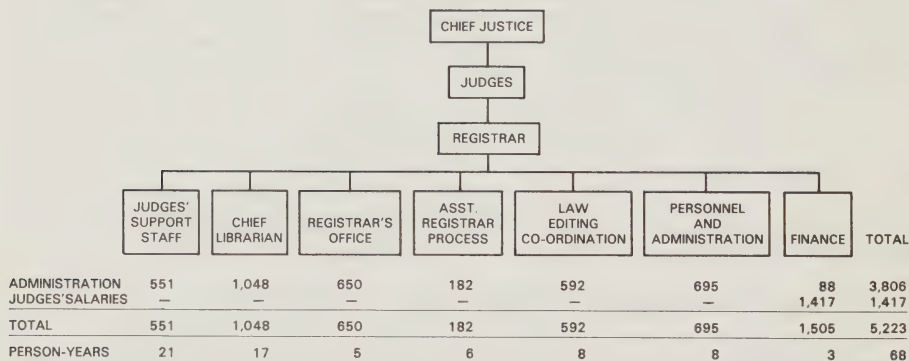 CHIEF JUSTICE
JUDGES
REGISTRAR
JUDGES'
SUPPORT
STAFF
CHIEF
LIBRARIAN
REGISTRAR'S
OFFICE
ASST.
REGISTRAR
PROCESS
LAW
EDITING
CO-ORDINATION
PERSONNEL
AND
ADMINISTRATION
FINANCE
TOTAL
ADMINISTRATION 551 1,048 650 182 592 695 88 3,806
JUDGES'SALARIES — — — — — — 1,417 1,417
TOTAL 551 1,048 650 182 592 695 1,505 5,223
PERSON-YEARS 21 17 5 6 8 8 3 68